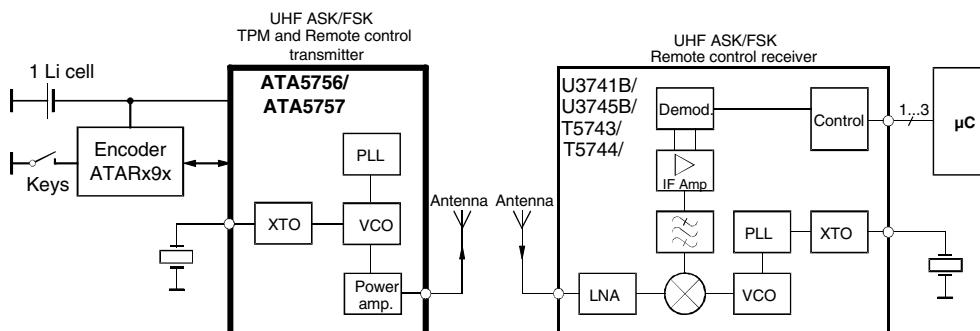 UHF ASK/FSK
TPM and Remote control
transmitter
1 Li cell
ATA5756/
ATA5757
Encoder
ATARx9x
Keys
PLL
XTO
VCO
Power
amp.
Antenna
Antenna
UHF ASK/FSK
Remote control receiver
U3741B/
U3745B/
T5743/
T5744/
Demod.
Control
1...3
µC
IF Amp
PLL
XTO
LNA
VCO